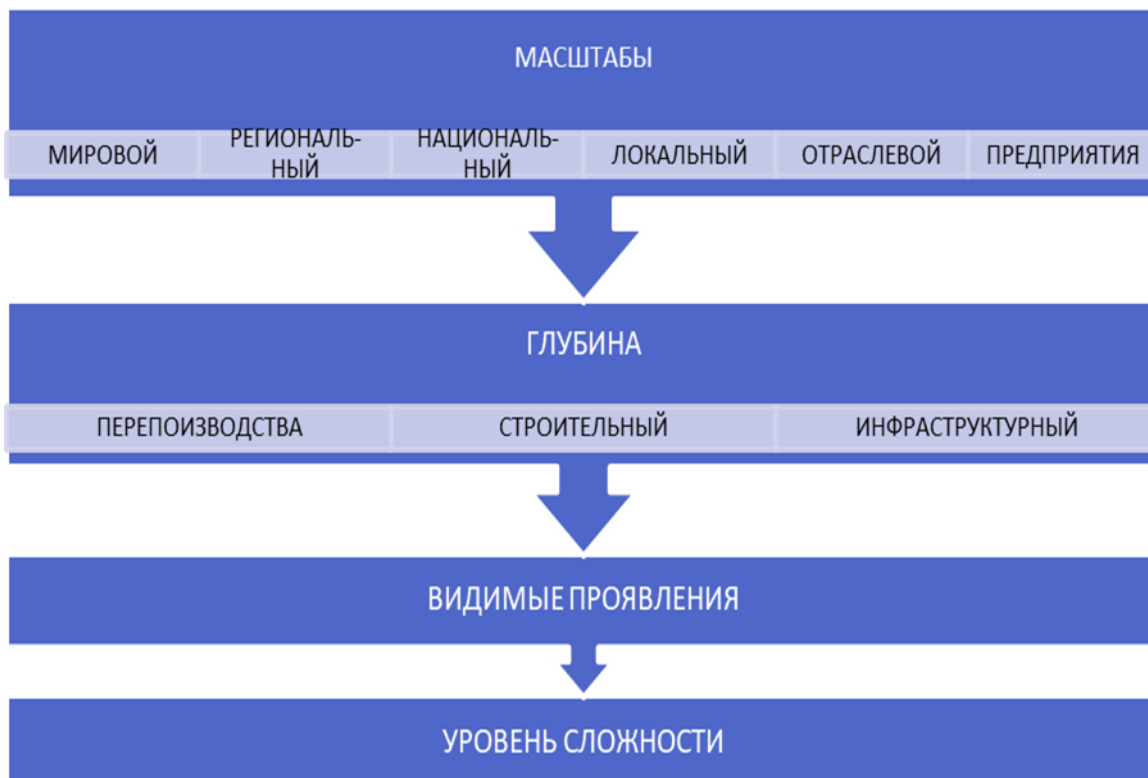 МАСШТАБЫ
МИРОВОЙ
РЕГИОНАЛЬ-
НЫЙ
НАЦИОНАЛЬ-
НЫЙ
ЛОКАЛЬНЫЙ
ОТРАСЛЕВОЙ
ПРЕДПРИЯТИЯ
ГЛУБИНА
ПЕРЕПОИЗВОДСТВА
СТРОИТЕЛЬНЫЙ
ИНФРАСТРУКТУРНЫЙ
ВИДИМЫЕ ПРОЯВЛЕНИЯ
УРОВЕНЬ СЛОЖНОСТИ